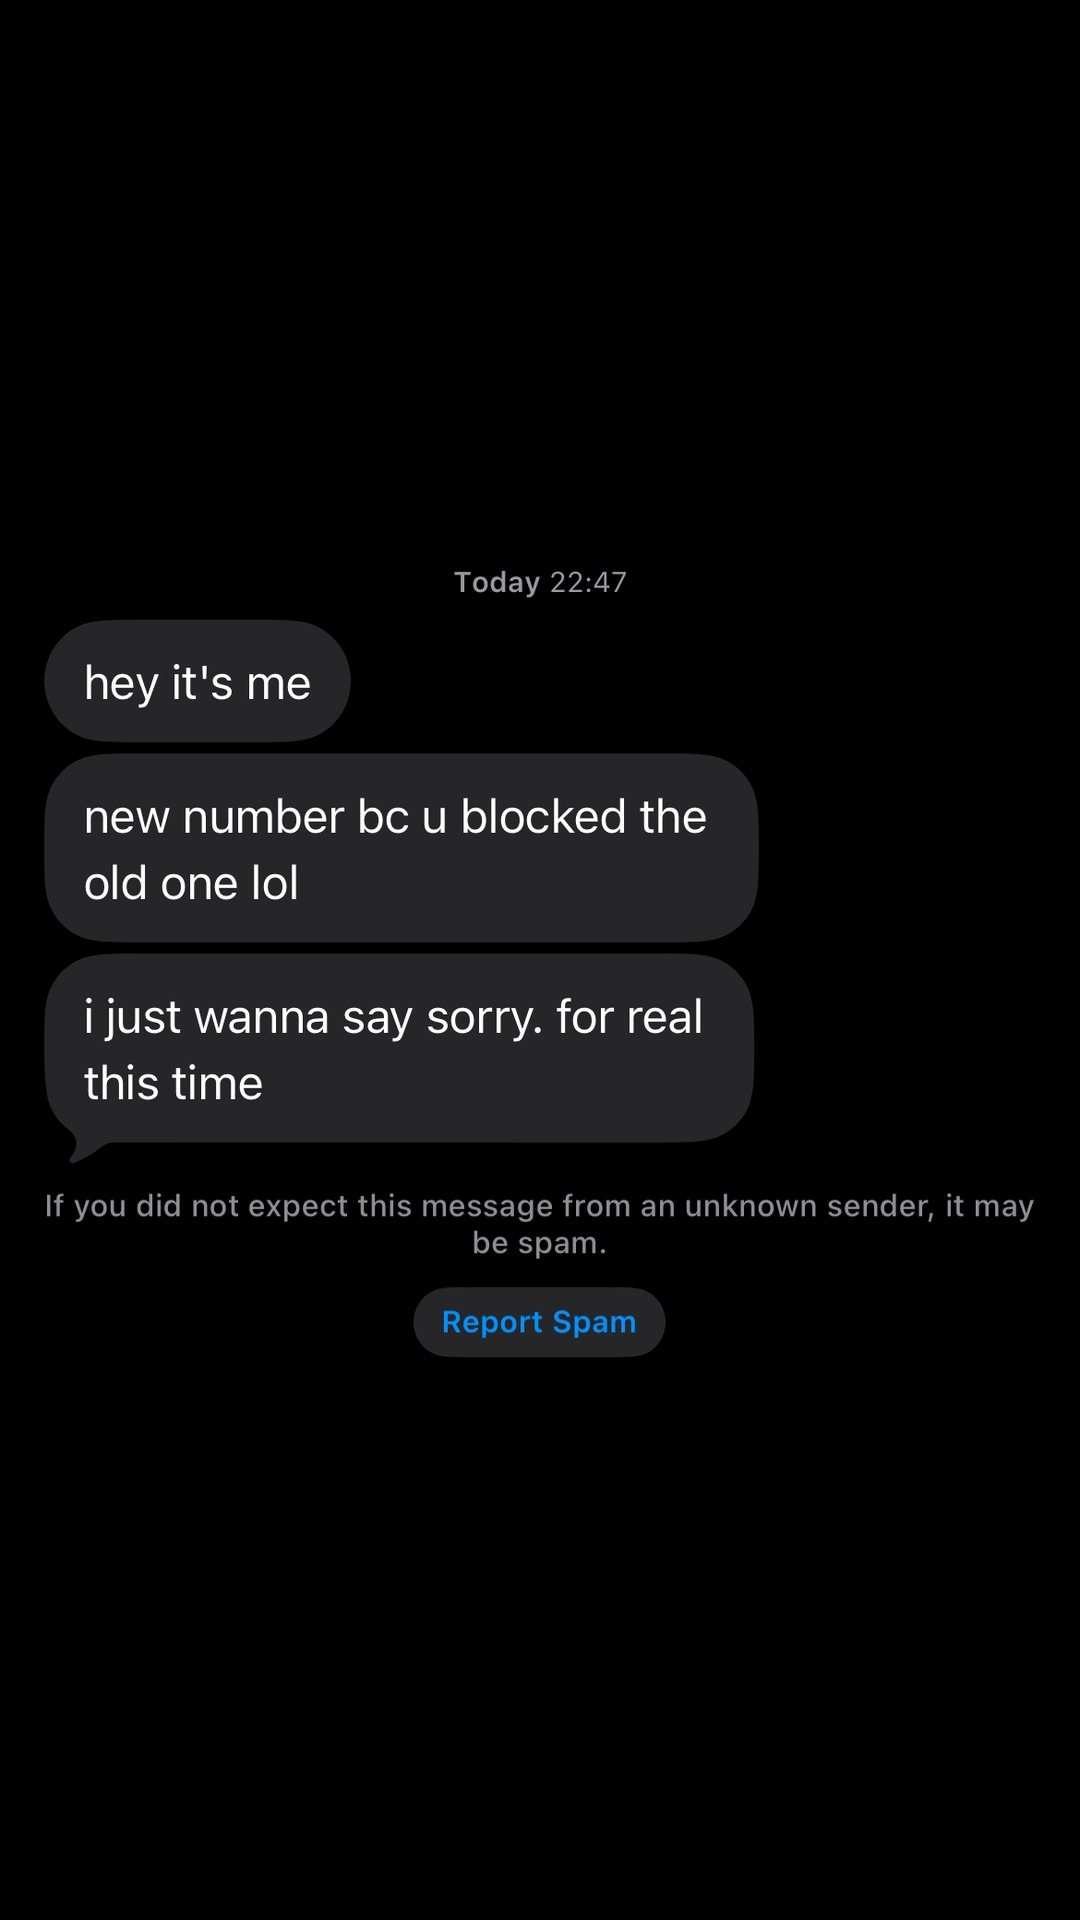 Today 22:47
hey it's me
new number bc u blocked the
old one lol
i just wanna say sorry. for real
this time
If you did not expect this message from an unknown sender, it may
be spam.
Report Spam